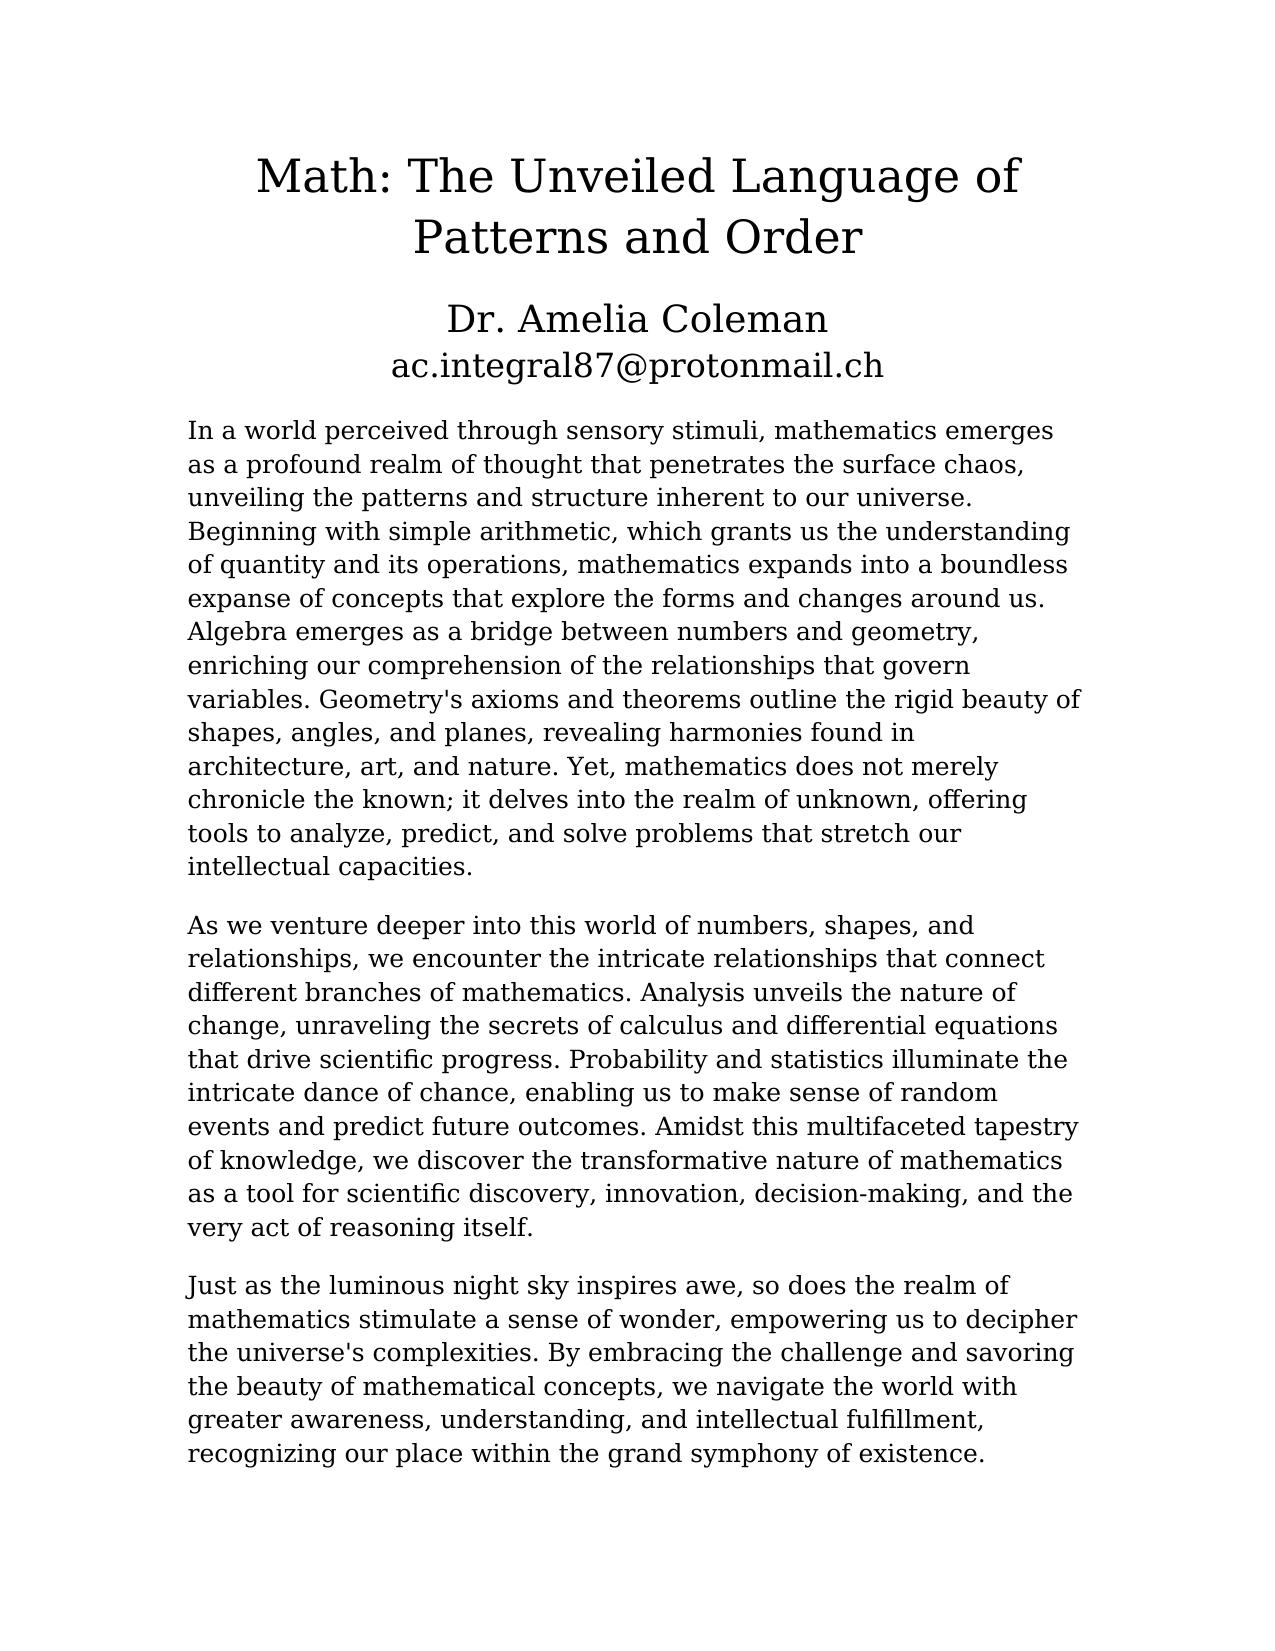 Math: The Unveiled Language of
Patterns and Order
Dr. Amelia Coleman
ac.integral87@protonmail.ch
In a world perceived through sensory stimuli, mathematics emerges
as a profound realm of thought that penetrates the surface chaos,
unveiling the patterns and structure inherent to our universe.
Beginning with simple arithmetic, which grants us the understanding
of quantity and its operations, mathematics expands into a boundless
expanse of concepts that explore the forms and changes around us.
Algebra emerges as a bridge between numbers and geometry,
enriching our comprehension of the relationships that govern
variables. Geometry's axioms and theorems outline the rigid beauty of
shapes, angles, and planes, revealing harmonies found in
architecture, art, and nature. Yet, mathematics does not merely
chronicle the known; it delves into the realm of unknown, offering
tools to analyze, predict, and solve problems that stretch our
intellectual capacities.
As we venture deeper into this world of numbers, shapes, and
relationships, we encounter the intricate relationships that connect
different branches of mathematics. Analysis unveils the nature of
change, unraveling the secrets of calculus and differential equations
that drive scientific progress. Probability and statistics illuminate the
intricate dance of chance, enabling us to make sense of random
events and predict future outcomes. Amidst this multifaceted tapestry
of knowledge, we discover the transformative nature of mathematics
as a tool for scientific discovery, innovation, decision-making, and the
very act of reasoning itself.
Just as the luminous night sky inspires awe, so does the realm of
mathematics stimulate a sense of wonder, empowering us to decipher
the universe's complexities. By embracing the challenge and savoring
the beauty of mathematical concepts, we navigate the world with
greater awareness, understanding, and intellectual fulfillment,
recognizing our place within the grand symphony of existence.